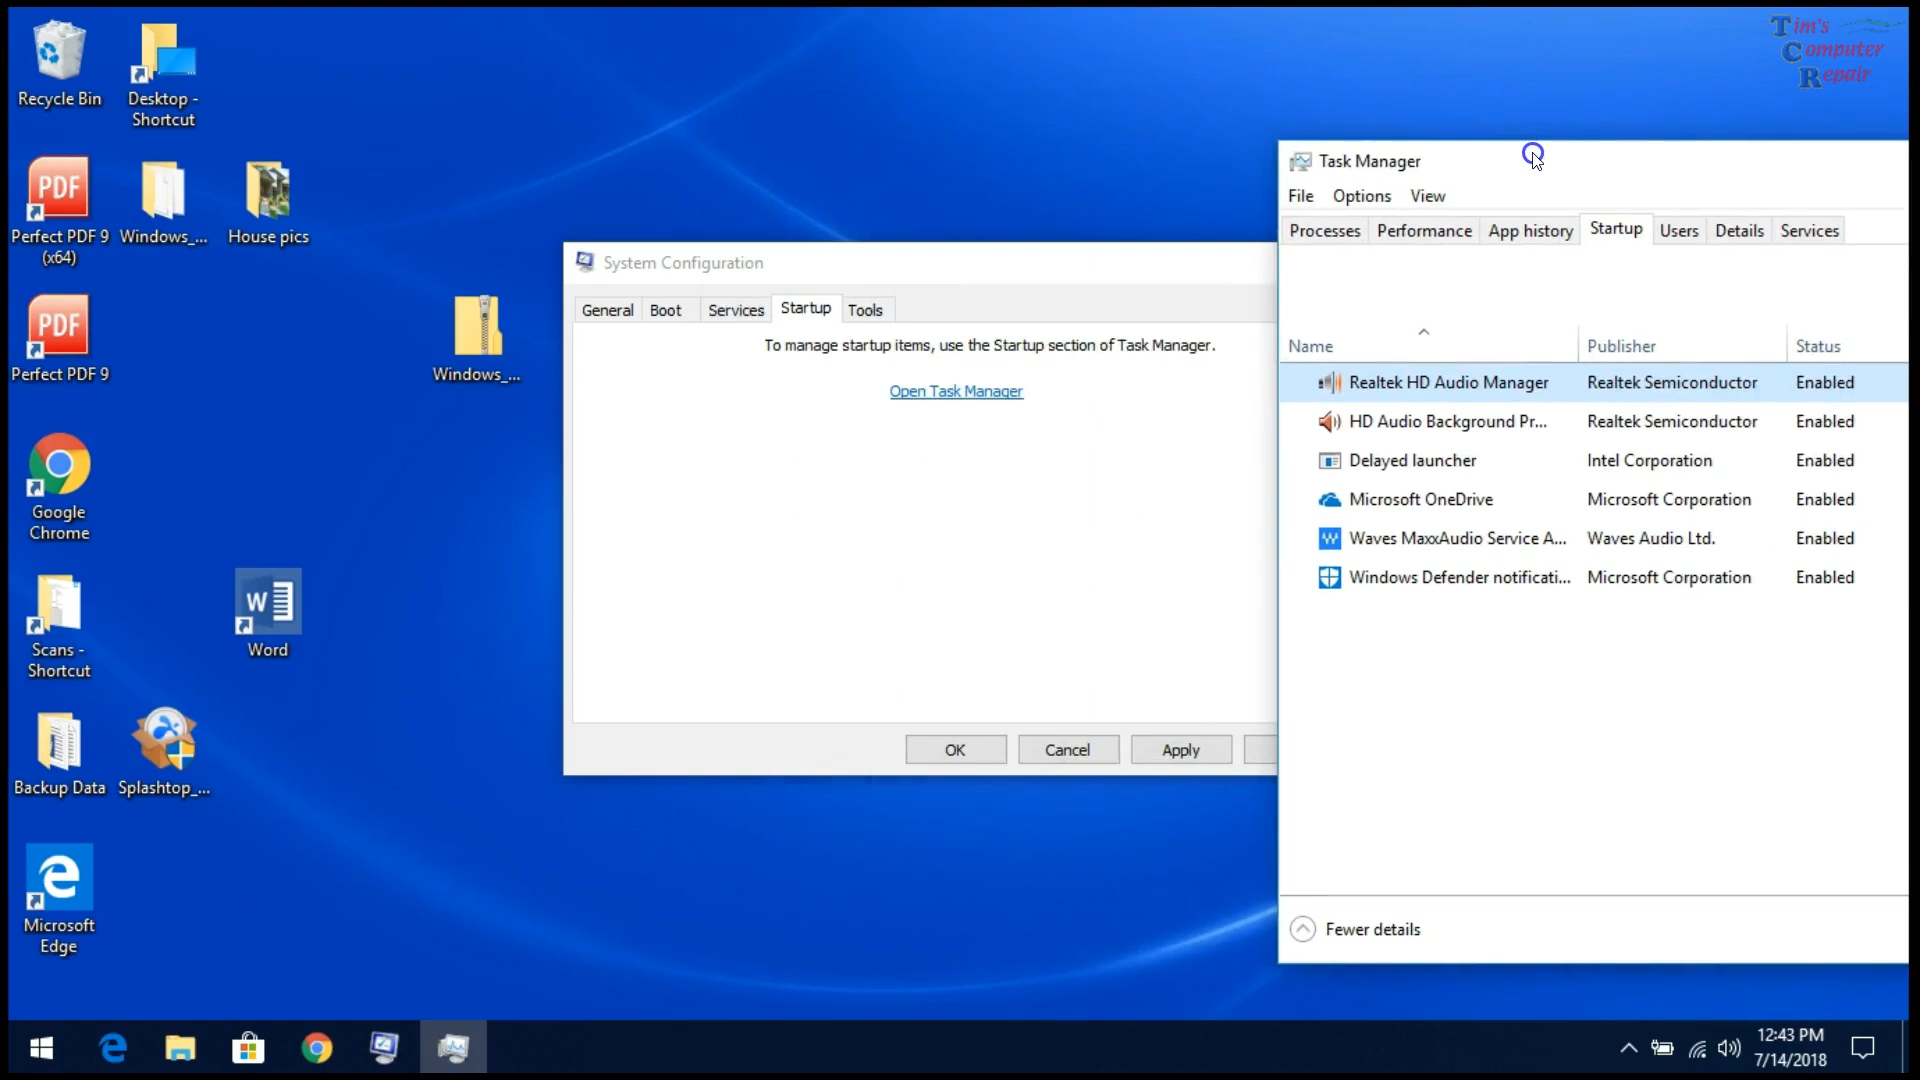 Tim's
Computer
Repair
Recycle Bin
Desktop -
Shortcut
PDF
Perfect PDF 9
(x64)
Windows_...
House pics
PDF
Perfect PDF 9
Windows_...
Google
Chrome
Scans -
Shortcut
W
Word
Backup Data
Splashtop_...
Microsoft
Edge
System Configuration
General
Boot
Services
Startup
Tools
To manage startup items, use the Startup section of Task Manager.
Open Task Manager
OK
Cancel
Apply
Task Manager
File Options View
Processes Performance App history Startup Users Details Services
Name Publisher Status
Realtek HD Audio Manager Realtek Semiconductor Enabled
HD Audio Background Pr... Realtek Semiconductor Enabled
Delayed launcher Intel Corporation Enabled
Microsoft OneDrive Microsoft Corporation Enabled
Waves MaxxAudio Service A... Waves Audio Ltd. Enabled
Windows Defender notificati... Microsoft Corporation Enabled
Fewer details
12:43 PM
7/14/2018